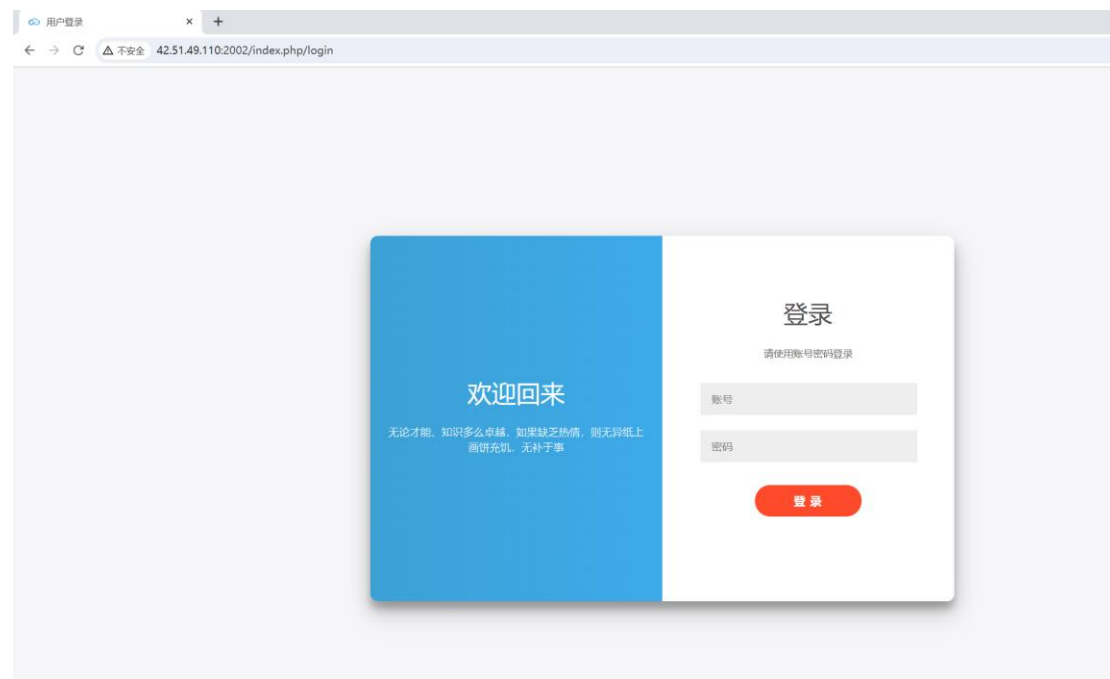 用户登录
不安全 42.51.49.110:2002/index.php/login
欢迎回来
无论才能、知识多么卓越，如果缺乏热情，则无异纸上
画饼充饥，无补于事
登录
请使用账号密码登录
账号
密码
登 录